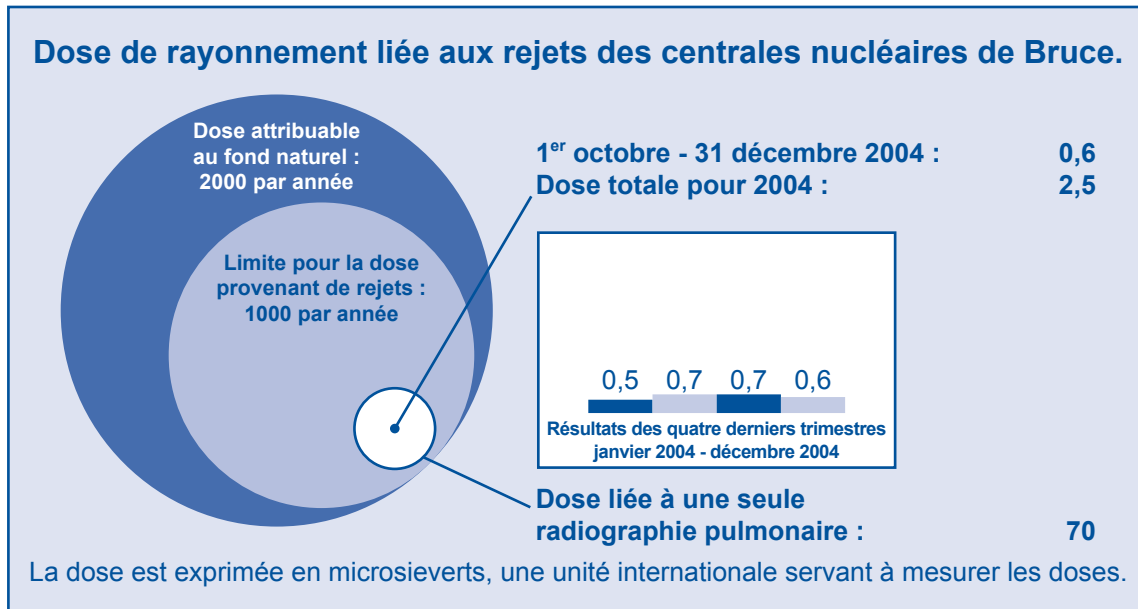 Dose de rayonnement liée aux rejets des centrales nucléaires de Bruce.
Dose attribuable
au fond naturel :
2000 par année
Limite pour la dose
provenant de rejets :
1000 par année
1er octobre - 31 décembre 2004 : 0,6
Dose totale pour 2004 : 2,5
0,5 0,7 0,7 0,6
Résultats des quatre derniers trimestres
janvier 2004 - décembre 2004
Dose liée à une seule
radiographie pulmonaire : 70
La dose est exprimée en microsieverts, une unité internationale servant à mesurer les doses.